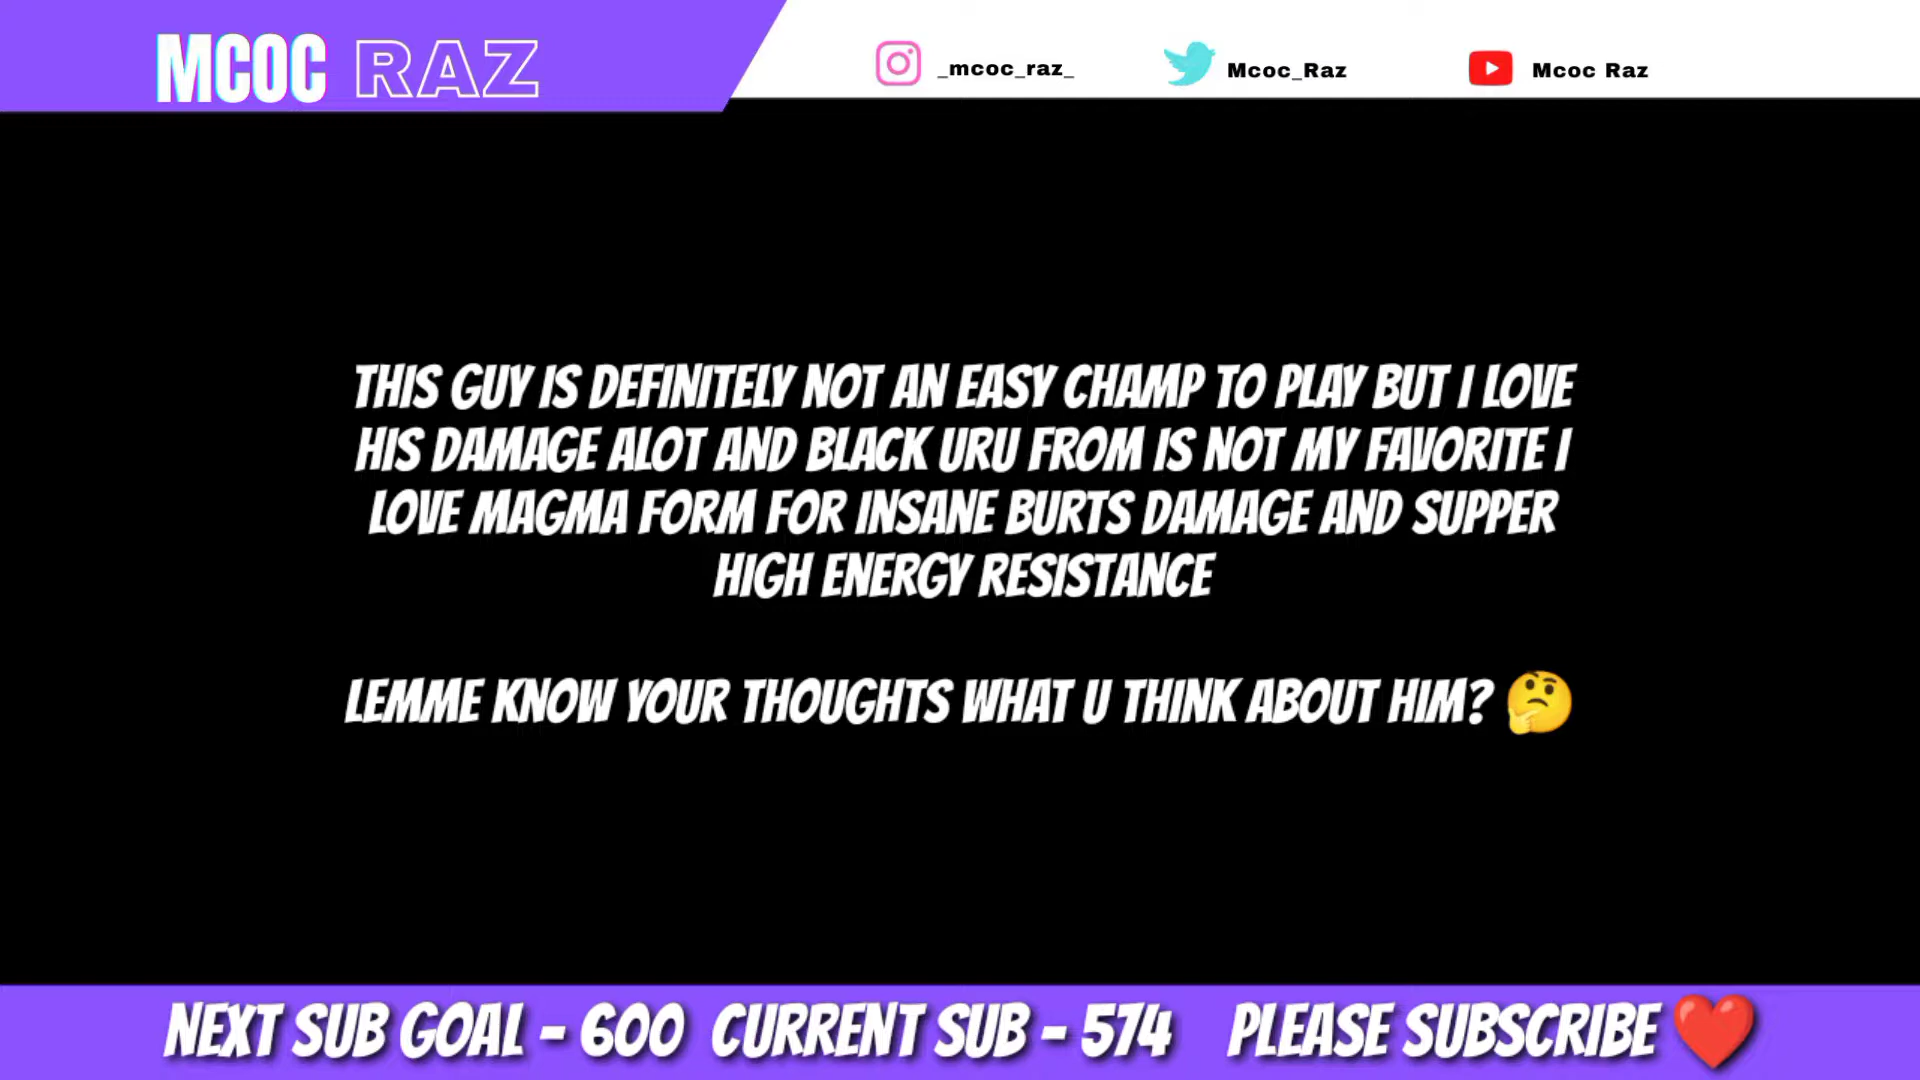 MCOC RAZ
_mcoc_raz_
Mcoc_Raz
Mcoc Raz
THIS GUY IS DEFINITELY NOT AN EASY CHAMP TO PLAY BUT I LOVE
HIS DAMAGE ALOT AND BLACK URU FROM IS NOT MY FAVORITE I
LOVE MAGMA FORM FOR INSANE BURTS DAMAGE AND SUPPER
HIGH ENERGY RESISTANCE
LEMME KNOW YOUR THOUGHTS WHAT U THINK ABOUT HIM? 🤔
NEXT SUB GOAL - 600 CURRENT SUB - 574 PLEASE SUBSCRIBE ❤️